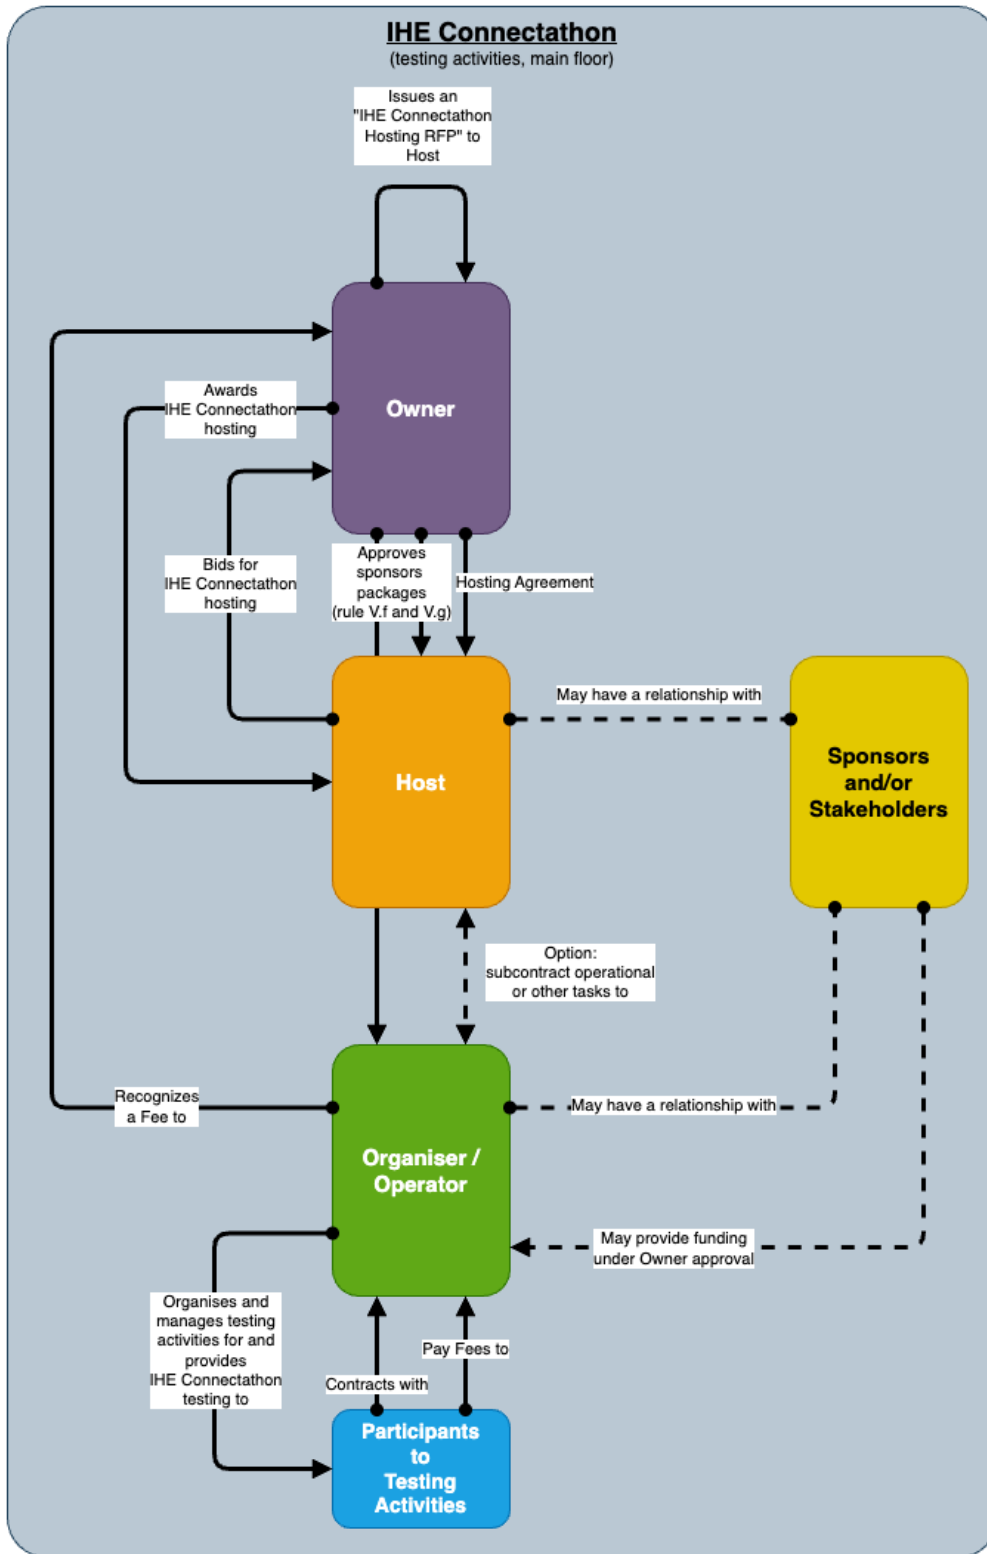 IHE Connectathon
(testing activities, main floor)
Issues an
"IHE Connectathon
Hosting RFP" to
Host
Owner
Awards
IHE Connectathon
hosting
Bids for
IHE Connectathon
hosting
Approves
sponsors
packages
(rule V.f and V.g)
Hosting Agreement
Host
May have a relationship with
Sponsors
and/or
Stakeholders
Option:
subcontract operational
or other tasks to
Recognizes
a Fee to
May have a relationship with
Organiser /
Operator
May provide funding
under Owner approval
Organises and
manages testing
activities for and
provides
IHE Connectathon
testing to
Pay Fees to
Contracts with
Participants
to
Testing
Activities